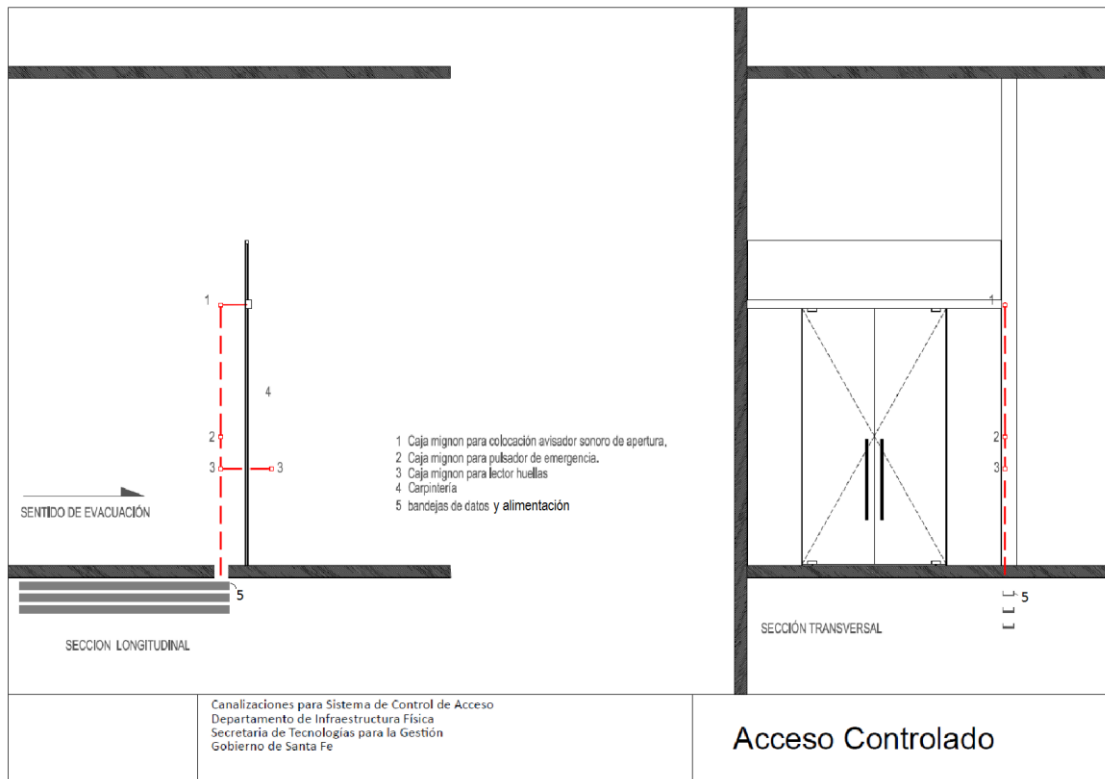 1
2
3
3
4
5
SENTIDO DE EVACUACIÓN
SECCION LONGITUDINAL
1 Caja mignon para colocación avisador sonoro de apertura,
2 Caja mignon para pulsador de emergencia.
3 Caja mignon para lector huellas
4 Carpintería
5 bandejas de datos y alimentación
1
2
3
5
SECCIÓN TRANSVERSAL
Canalizaciones para Sistema de Control de Acceso
Departamento de Infraestructura Física
Secretaria de Tecnologías para la Gestión
Gobierno de Santa Fe
Acceso Controlado